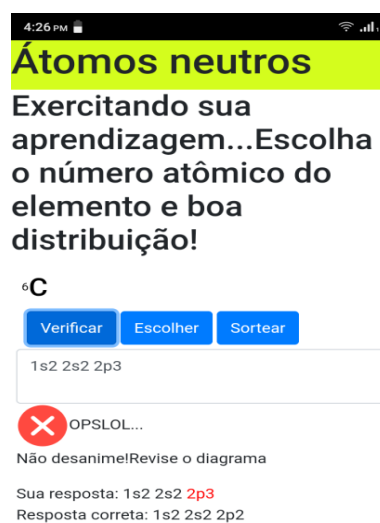 4:26 PM
Átomos neutros
Exercitando sua
aprendizagem...Escolha
o número atômico do
elemento e boa
distribuição!
6C
Verificar Escolher Sortear
1s2 2s2 2p3
OPSLOL...
Não desanime!Revise o diagrama
Sua resposta: 1s2 2s2 2p3
Resposta correta: 1s2 2s2 2p2